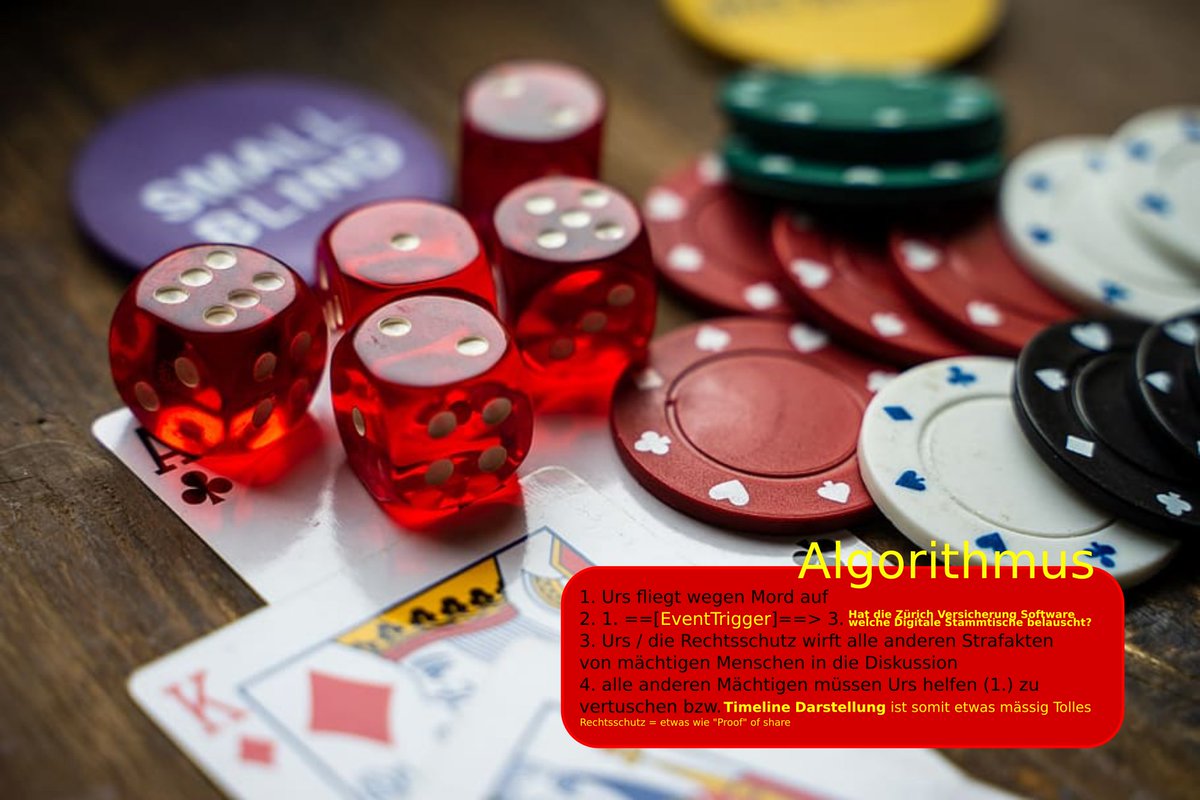 SMALL
BLIND
A
K
Algorithmus
1. Urs fliegt wegen Mord auf
2. 1. ==[EventTrigger]==> 3. Hat die Zürich Versicherung Software
welche Digitale Stammtische belauscht?
3. Urs / die Rechtsschutz wirft alle anderen Strafakten
von mächtigen Menschen in die Diskussion
4. alle anderen Mächtigen müssen Urs helfen (1.) zu
vertuschen bzw. Timeline Darstellung ist somit etwas mässig Tolles
Rechtsschutz = etwas wie "Proof" of share